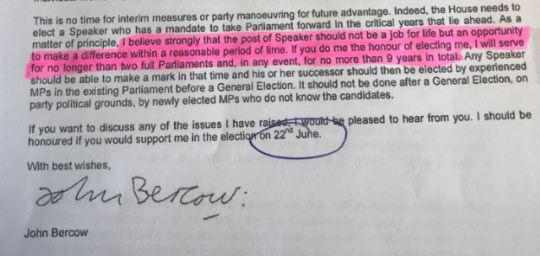 This is no time for interim measures or party manoeuvring for future advantage. Indeed, the House needs to
elect a Speaker who has a mandate to take Parliament forward in the critical years that lie ahead. As a
matter of principle, I believe strongly that the post of Speaker should not be a job for life but an opportunity
to make a difference within a reasonable period of time. If you do me the honour of electing me, I will serve
for no longer than two full Parliaments and, in any event, for no more than 9 years in total. Any Speaker
should be able to make a mark in that time and his or her successor should then be elected by experienced
MPs in the existing Parliament before a General Election. It should not be done after a General Election, on
party political grounds, by newly elected MPs who do not know the candidates.
If you want to discuss any of the issues I have raised, I would be pleased to hear from you. I should be
honoured if you would support me in the election on 22nd June.
With best wishes,
John Bercow:
John Bercow